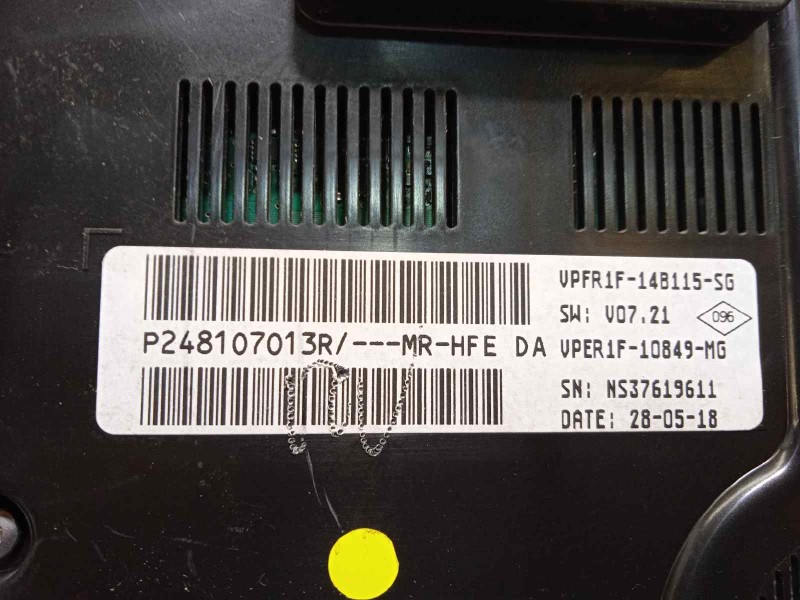 VPFR1F-14B115-SG
SW: V07.21
096
P248107013R/---MR-HFE DA
VPER1F-10849-MG
SN: NS37619611
DATE: 28-05-18